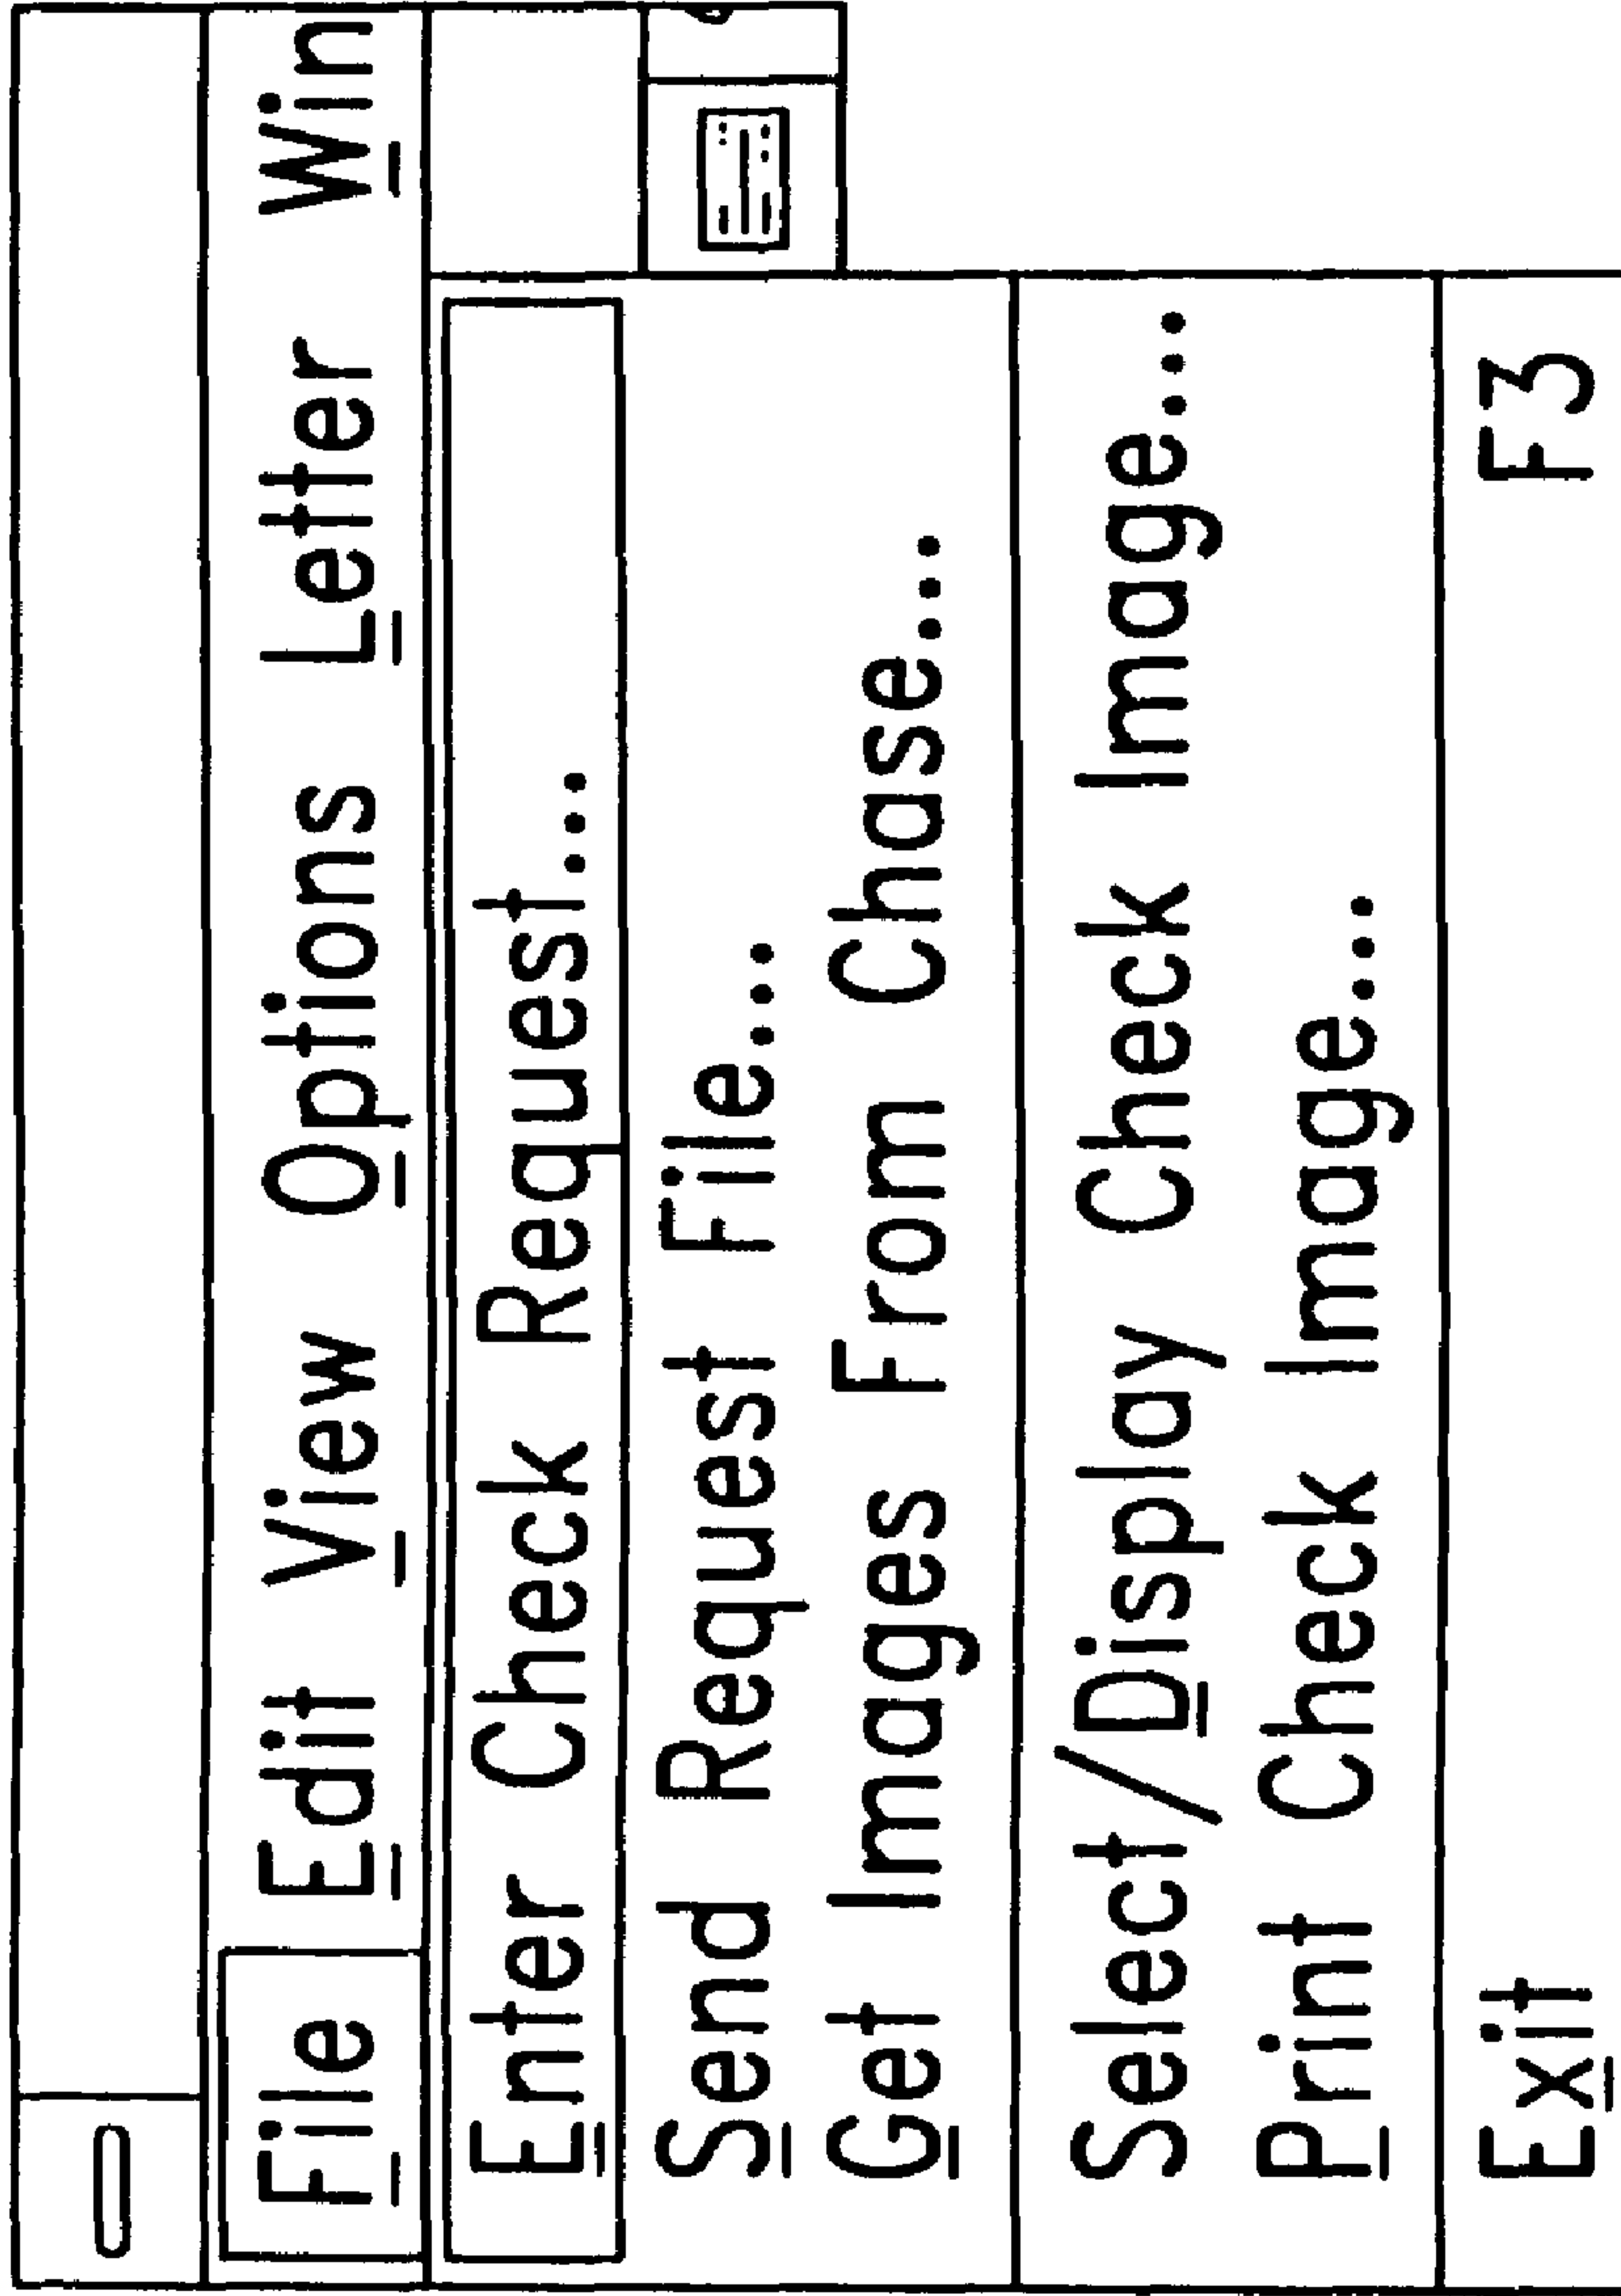 File Edit View Options Letter Win
Enter Check Request...
Send Request File...
Get Images From Chase...
Select/Display Check Image...
Print Check Image...
Exit F3